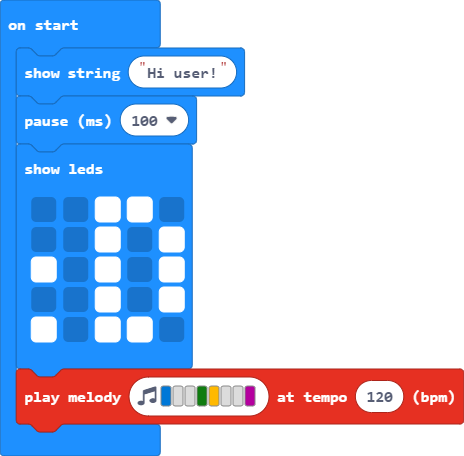 on start
show string "Hi user!"
pause (ms) 100
show leds
play melody at tempo 120 (bpm)